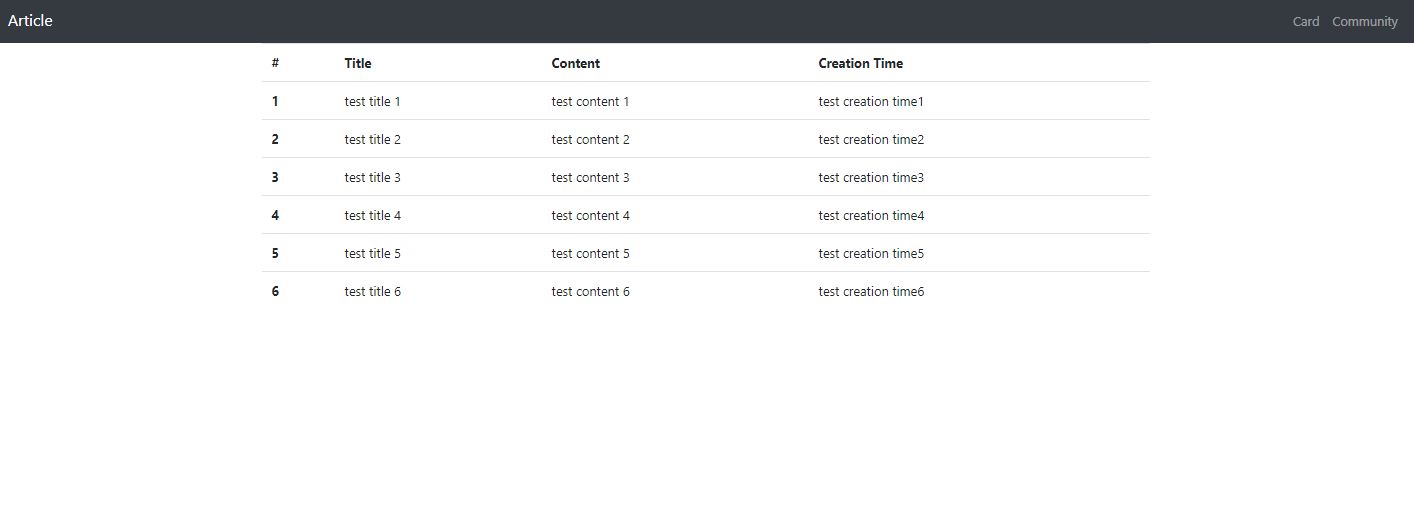 Article Card Community
# Title Content Creation Time
1 test title 1 test content 1 test creation time1
2 test title 2 test content 2 test creation time2
3 test title 3 test content 3 test creation time3
4 test title 4 test content 4 test creation time4
5 test title 5 test content 5 test creation time5
6 test title 6 test content 6 test creation time6